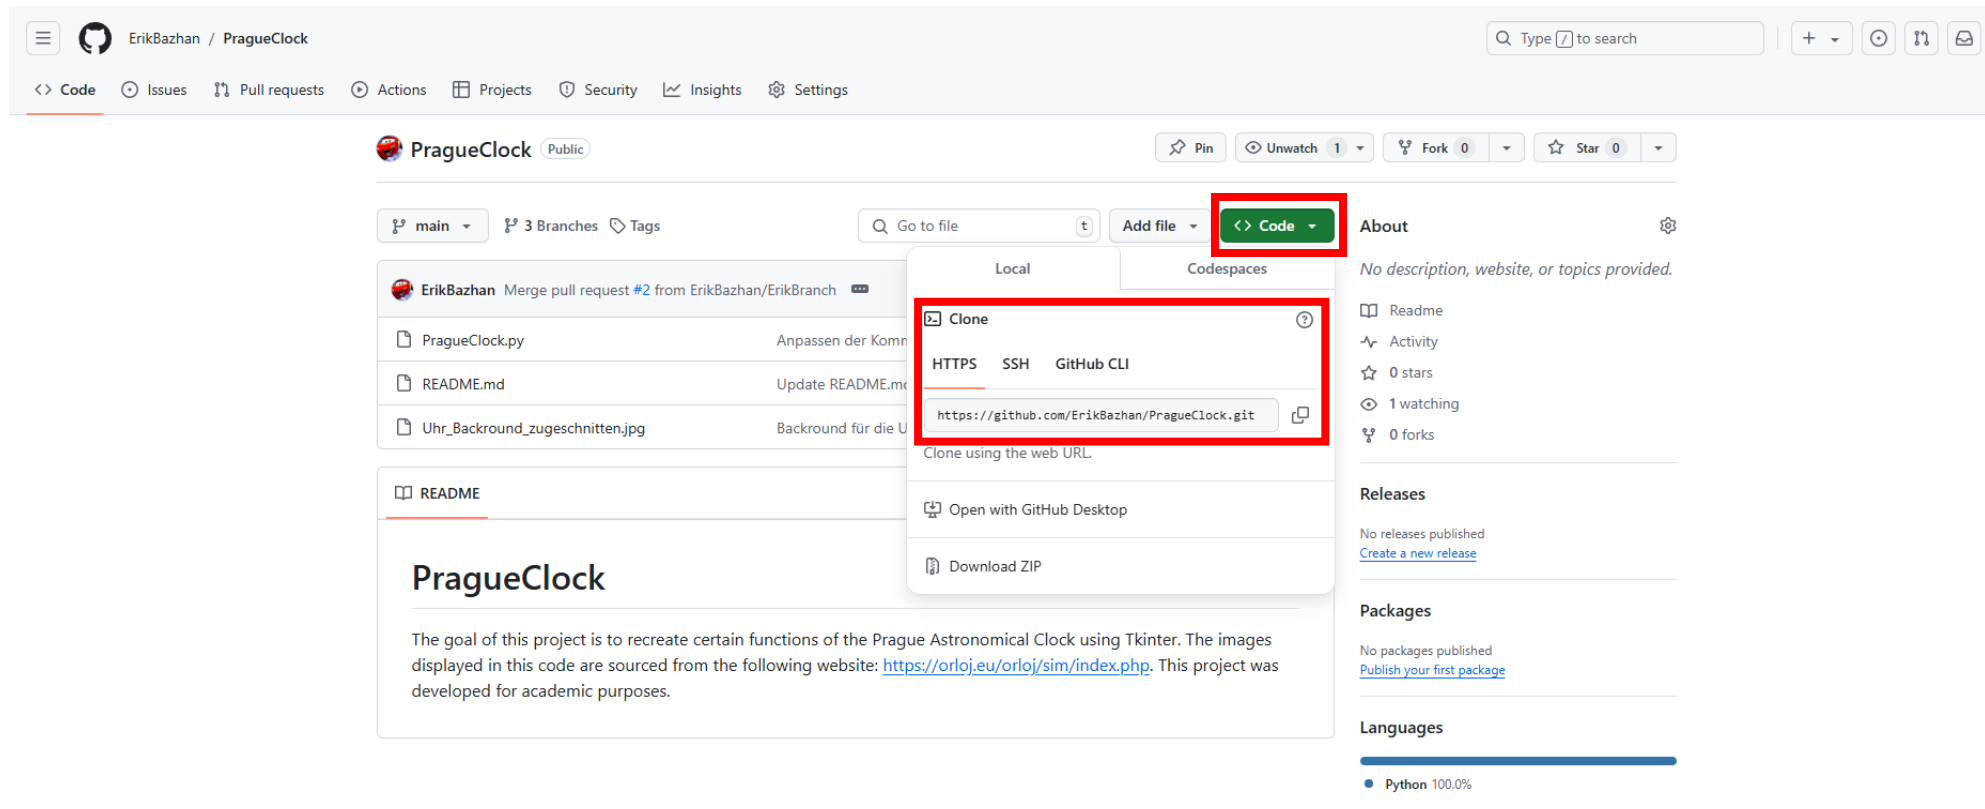 ErikBazhan / PragueClock
Type / to search
Code Issues Pull requests Actions Projects Security Insights Settings
PragueClock Public
Pin Unwatch 1 Fork 0 Star 0
main 3 Branches Tags
Go to file t Add file Code
Local Codespaces
ErikBazhan Merge pull request #2 from ErikBazhan/ErikBranch
PragueClock.py Anpassen der Komm
README.md Update README.md
Uhr_Backround_zugeschnitten.jpg Backround für die U
Clone
HTTPS SSH GitHub CLI
https://github.com/ErikBazhan/PragueClock.git
Clone using the web URL.
Open with GitHub Desktop
Download ZIP
README
PragueClock
The goal of this project is to recreate certain functions of the Prague Astronomical Clock using Tkinter. The images
displayed in this code are sourced from the following website: https://orloj.eu/orloj/sim/index.php. This project was
developed for academic purposes.
About
No description, website, or topics provided.
Readme
Activity
0 stars
1 watching
0 forks
Releases
No releases published
Create a new release
Packages
No packages published
Publish your first package
Languages
Python 100.0%